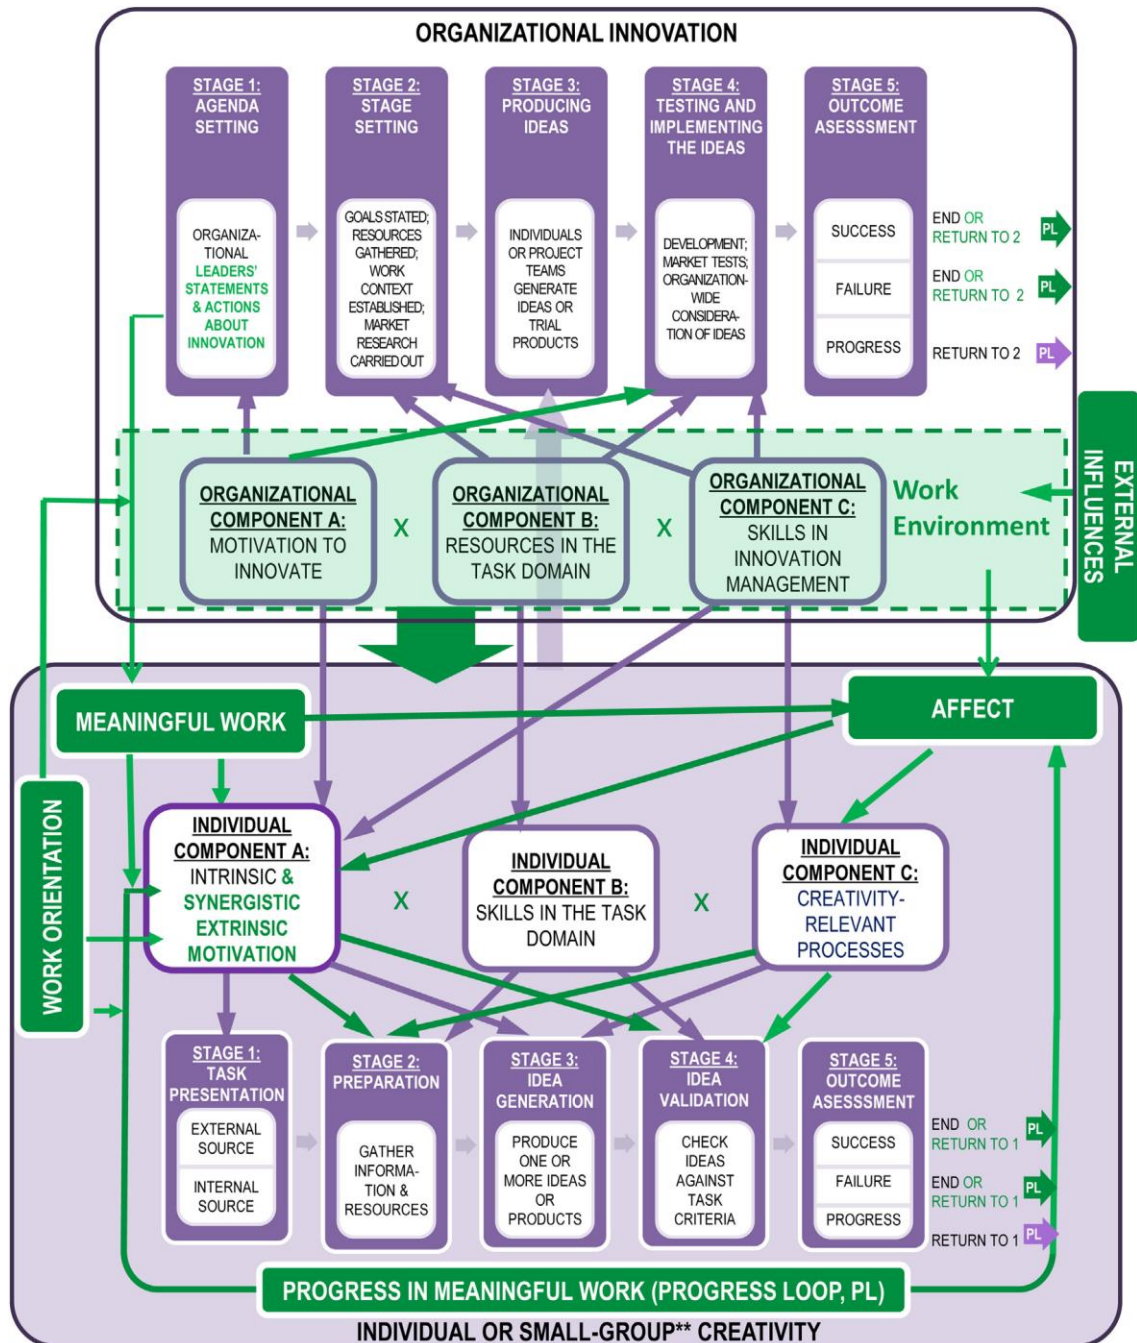 ORGANIZATIONAL INNOVATION
STAGE 1:
AGENDA
SETTING
ORGANIZA-
TIONAL
LEADERS'
STATEMENTS
& ACTIONS
ABOUT
INNOVATION
STAGE 2:
STAGE
SETTING
GOALS STATED;
RESOURCES
GATHERED;
WORK
CONTEXT
ESTABLISHED;
MARKET
RESEARCH
CARRIED OUT
STAGE 3:
PRODUCING
IDEAS
INDIVIDUALS
OR PROJECT
TEAMS
GENERATE
IDEAS OR
TRIAL
PRODUCTS
STAGE 4:
TESTING AND
IMPLEMENTING
THE IDEAS
DEVELOPMENT;
MARKET TESTS;
ORGANIZATION-
WIDE
CONSIDERA-
TION OF IDEAS
STAGE 5:
OUTCOME
ASESSSMENT
SUCCESS
FAILURE
PROGRESS
END OR
RETURN TO 2
PL
END OR
RETURN TO 2
PL
RETURN TO 2
PL
ORGANIZATIONAL
COMPONENT A:
MOTIVATION TO
INNOVATE
X
ORGANIZATIONAL
COMPONENT B:
RESOURCES IN THE
TASK DOMAIN
X
ORGANIZATIONAL
COMPONENT C:
SKILLS IN
INNOVATION
MANAGEMENT
Work
Environment
EXTERNAL
INFLUENCES
MEANINGFUL WORK
AFFECT
WORK ORIENTATION
INDIVIDUAL
COMPONENT A:
INTRINSIC &
SYNERGISTIC
EXTRINSIC
MOTIVATION
X
INDIVIDUAL
COMPONENT B:
SKILLS IN THE TASK
DOMAIN
X
INDIVIDUAL
COMPONENT C:
CREATIVITY-
RELEVANT
PROCESSES
STAGE 1:
TASK
PRESENTATION
EXTERNAL
SOURCE
INTERNAL
SOURCE
STAGE 2:
PREPARATION
GATHER
INFORMA-
TION &
RESOURCES
STAGE 3:
IDEA
GENERATION
PRODUCE
ONE OR
MORE IDEAS
OR
PRODUCTS
STAGE 4:
IDEA
VALIDATION
CHECK
IDEAS
AGAINST
TASK
CRITERIA
STAGE 5:
OUTCOME
ASESSSMENT
SUCCESS
FAILURE
PROGRESS
END OR
RETURN TO 1
PL
END OR
RETURN TO 1
PL
RETURN TO 1
PL
PROGRESS IN MEANINGFUL WORK (PROGRESS LOOP, PL)
INDIVIDUAL OR SMALL-GROUP** CREATIVITY